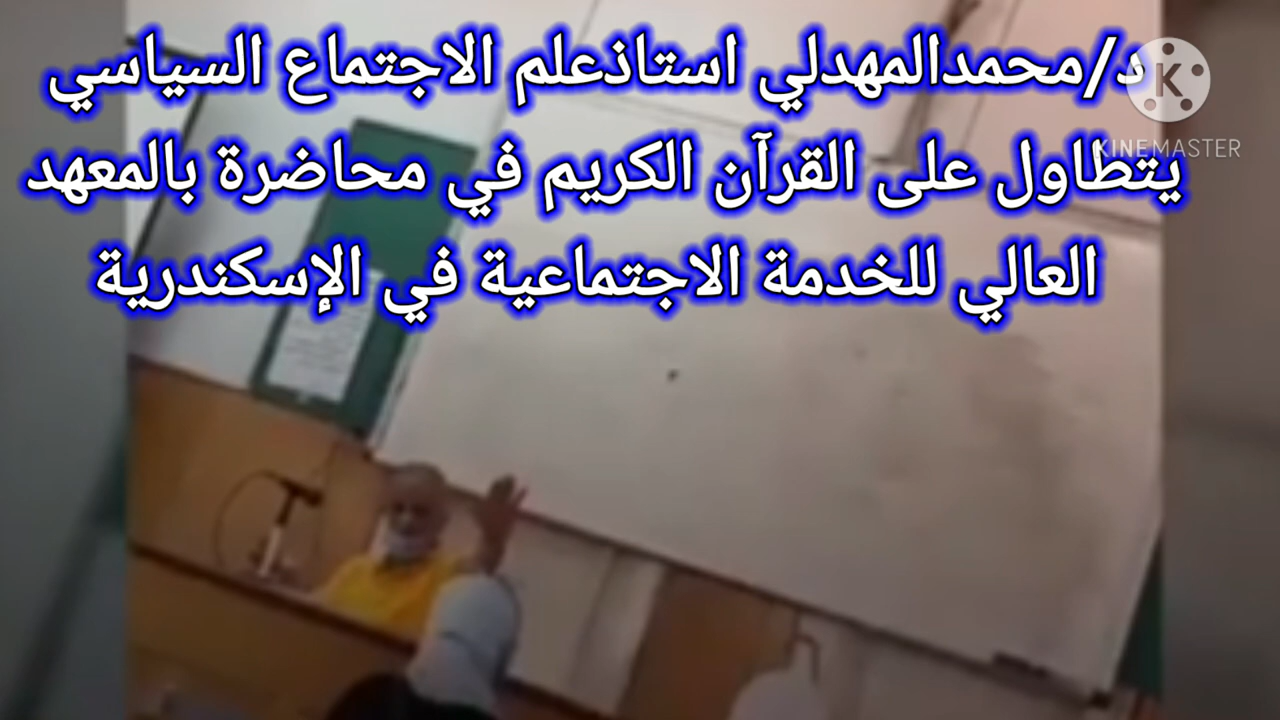 د/محمدالمهدلي استاذعلم الاجتماع السياسي
يتطاول على القرآن الكريم في محاضرة بالمعهد
العالي للخدمة الاجتماعية في الإسكندرية
K
KINEMASTER